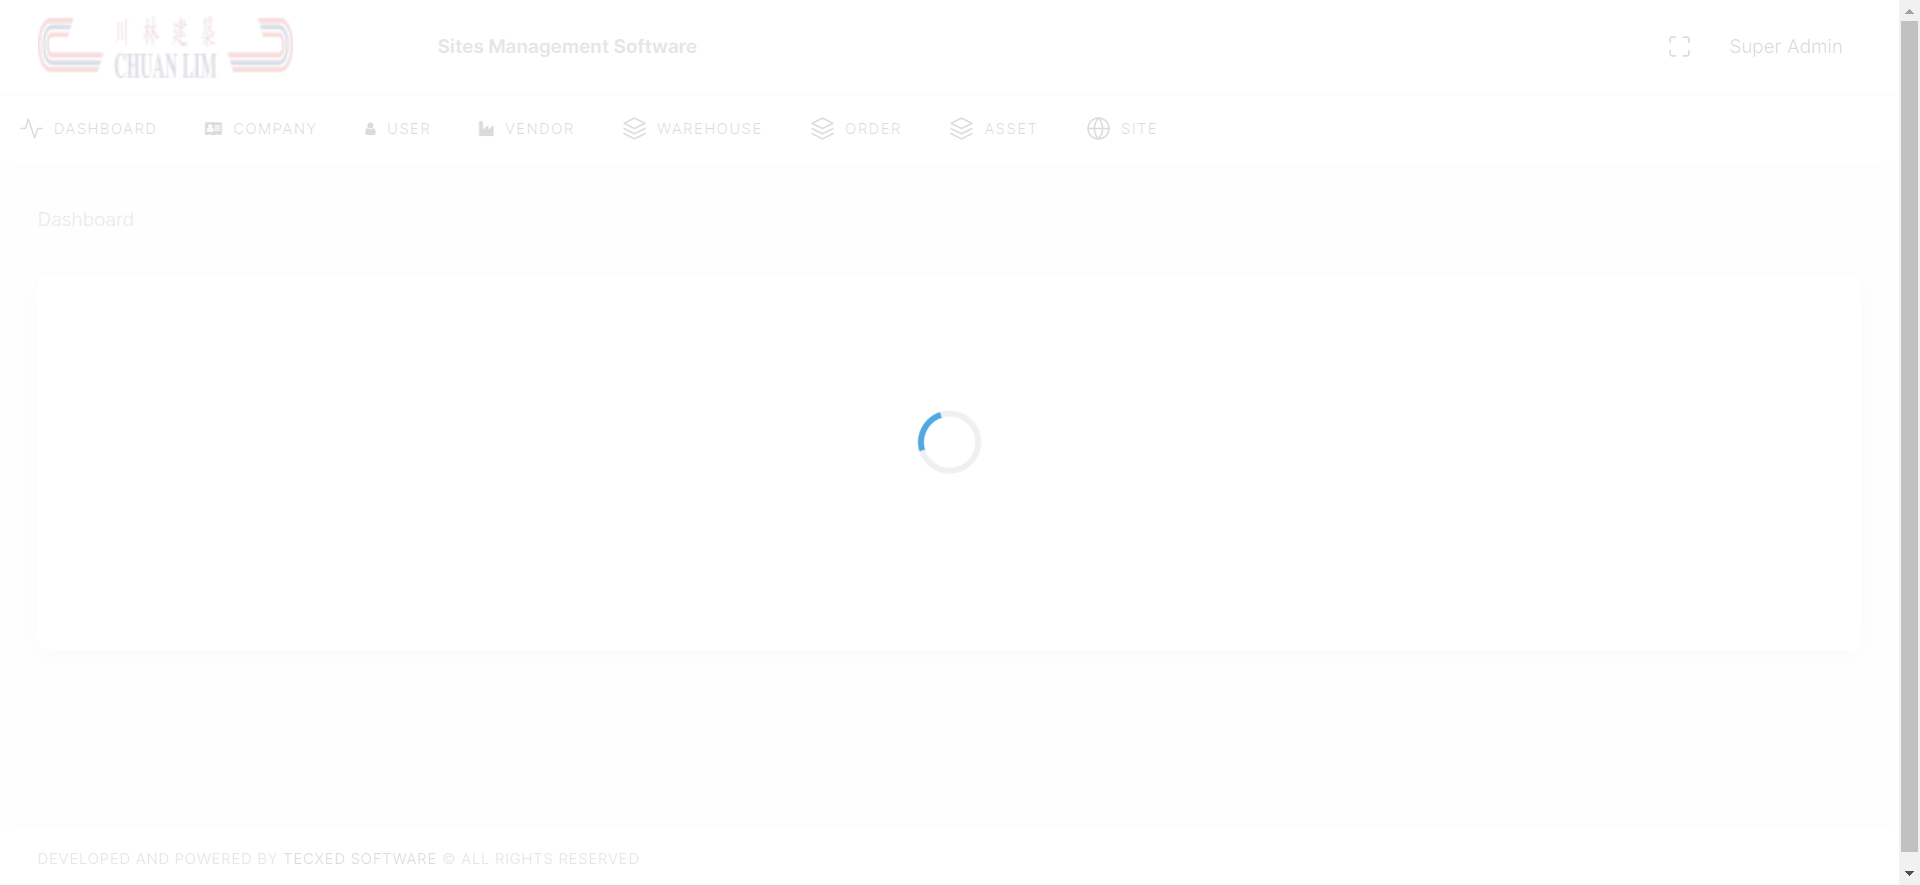 川林建築
CHUAN LIM
Sites Management Software
Super Admin
DASHBOARD
COMPANY
USER
VENDOR
WAREHOUSE
ORDER
ASSET
SITE
Dashboard
DEVELOPED AND POWERED BY TECXED SOFTWARE © ALL RIGHTS RESERVED